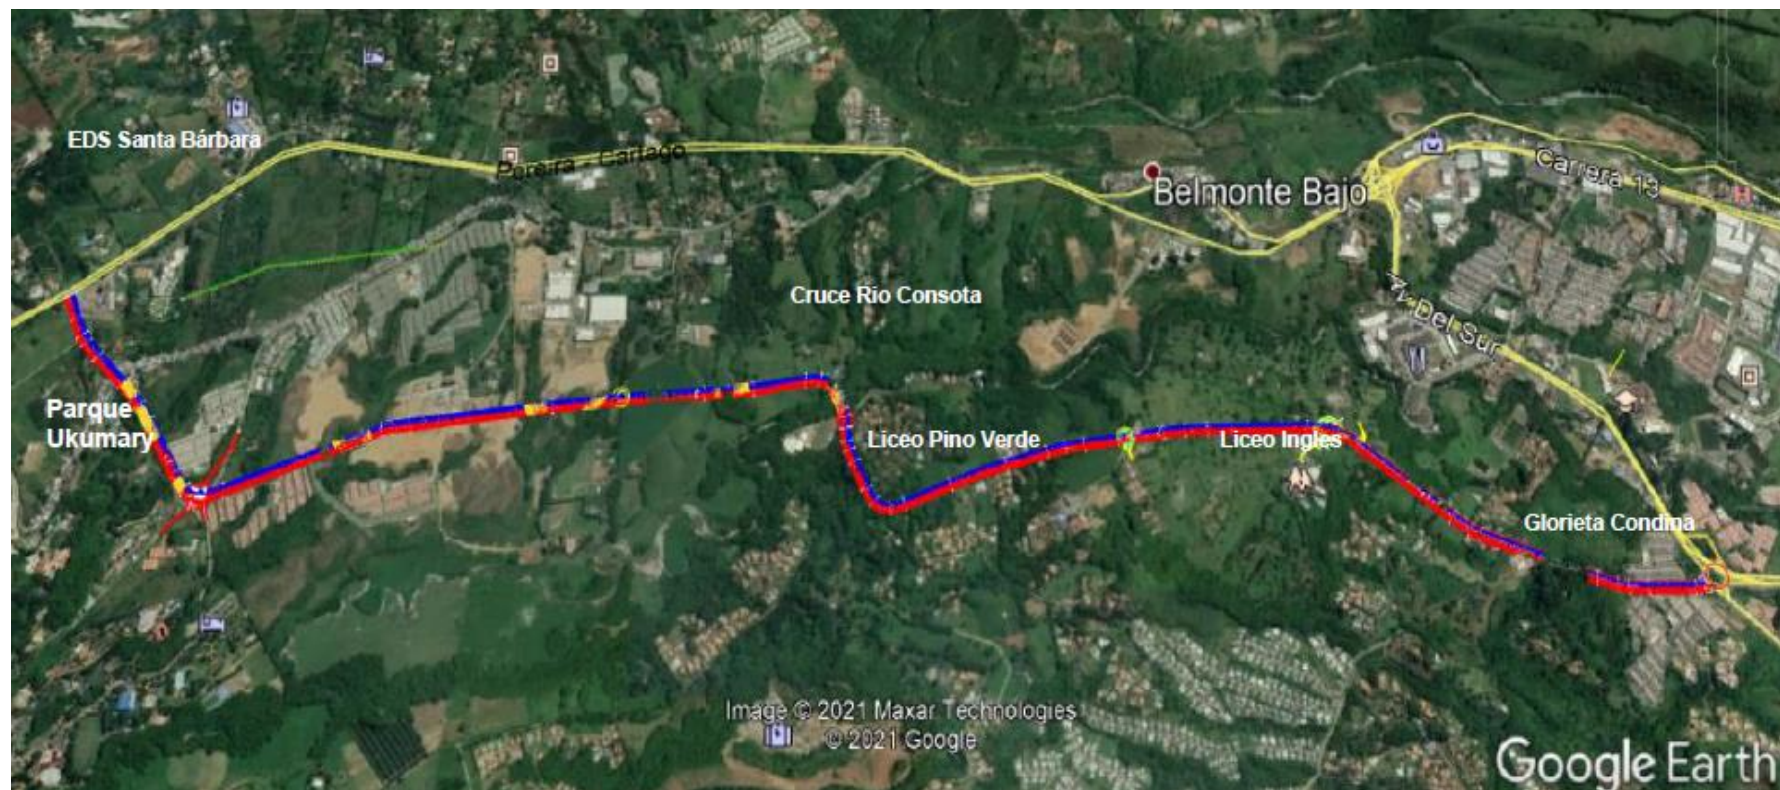 EDS Santa Bárbara
Pereira - Cartago
Belmonte Bajo
Carrera 13
Av. Del Sur
Cruce Rio Consota
Parque
Ukumary
Liceo Pino Verde
Liceo Ingles
Glorieta Condina
Image © 2021 Maxar Technologies
© 2021 Google
Google Earth